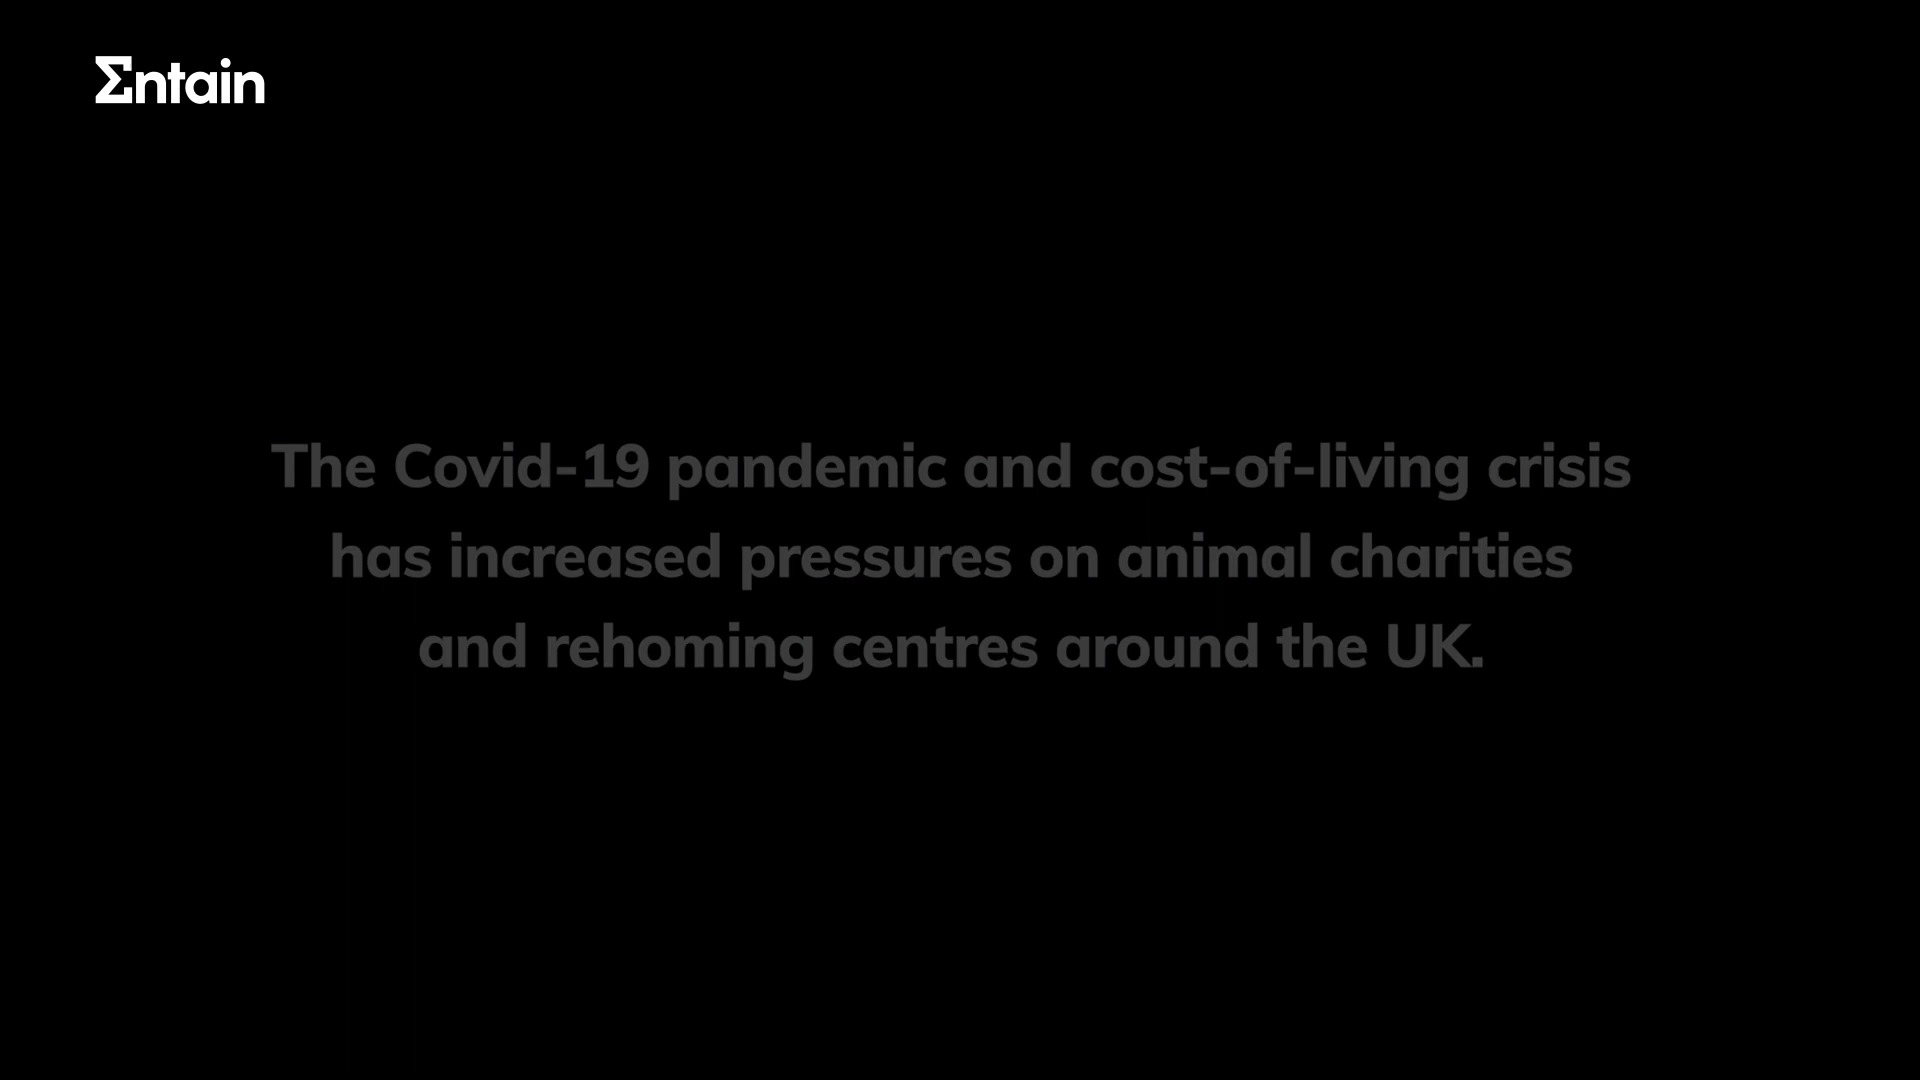 Entain
The Covid-19 pandemic and cost-of-living crisis
has increased pressures on animal charities
and rehoming centres around the UK.